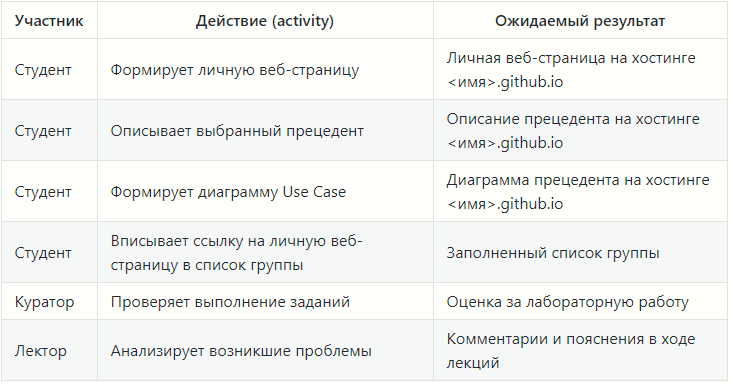 Участник Действие (activity) Ожидаемый результат
Студент Формирует личную веб-страницу Личная веб-страница на хостинге
<имя>.github.io
Студент Описывает выбранный прецедент Описание прецедента на хостинге
<имя>.github.io
Студент Формирует диаграмму Use Case Диаграмма прецедента на хостинге
<имя>.github.io
Студент Вписывает ссылку на личную веб-
страницу в список группы Заполненный список группы
Куратор Проверяет выполнение заданий Оценка за лабораторную работу
Лектор Анализирует возникшие проблемы Комментарии и пояснения в ходе
лекций